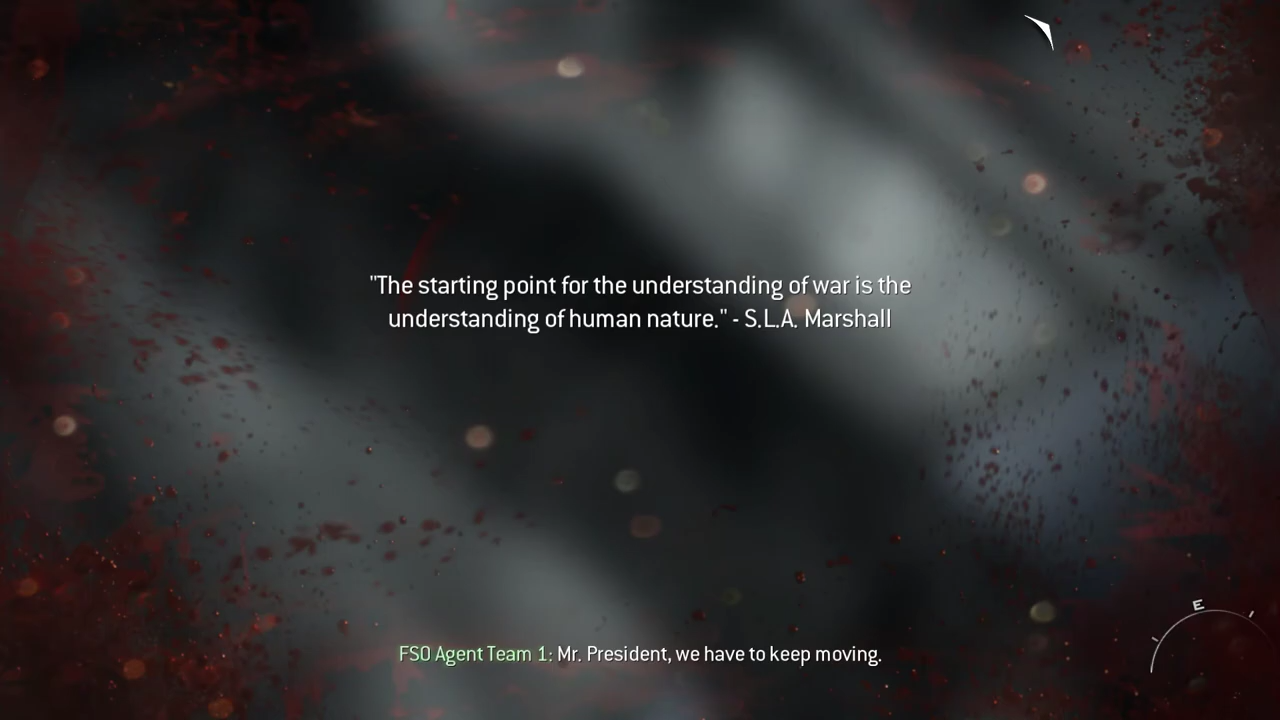 "The starting point for the understanding of war is the
understanding of human nature." - S.L.A. Marshall
FSO Agent Team 1: Mr. President, we have to keep moving.
E